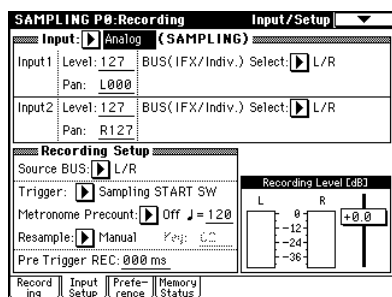 SAMPLING P0:Recording Input/Setup
Input: Analog (SAMPLING)
Input1 Level: 127 BUS(IFX/Indiv.) Select: L/R
Pan: L000
Input2 Level: 127 BUS(IFX/Indiv.) Select: L/R
Pan: R127
Recording Setup
Source BUS: L/R
Trigger: Sampling START SW
Metronome Precount: Off ♩=120
Resample: Manual Key: C2
Pre Trigger REC: 000 ms
Recording Level [dB]
L R
0 +0.0
-12
-24
-36
Record Input Prefe- Memory
ing Setup rence Status